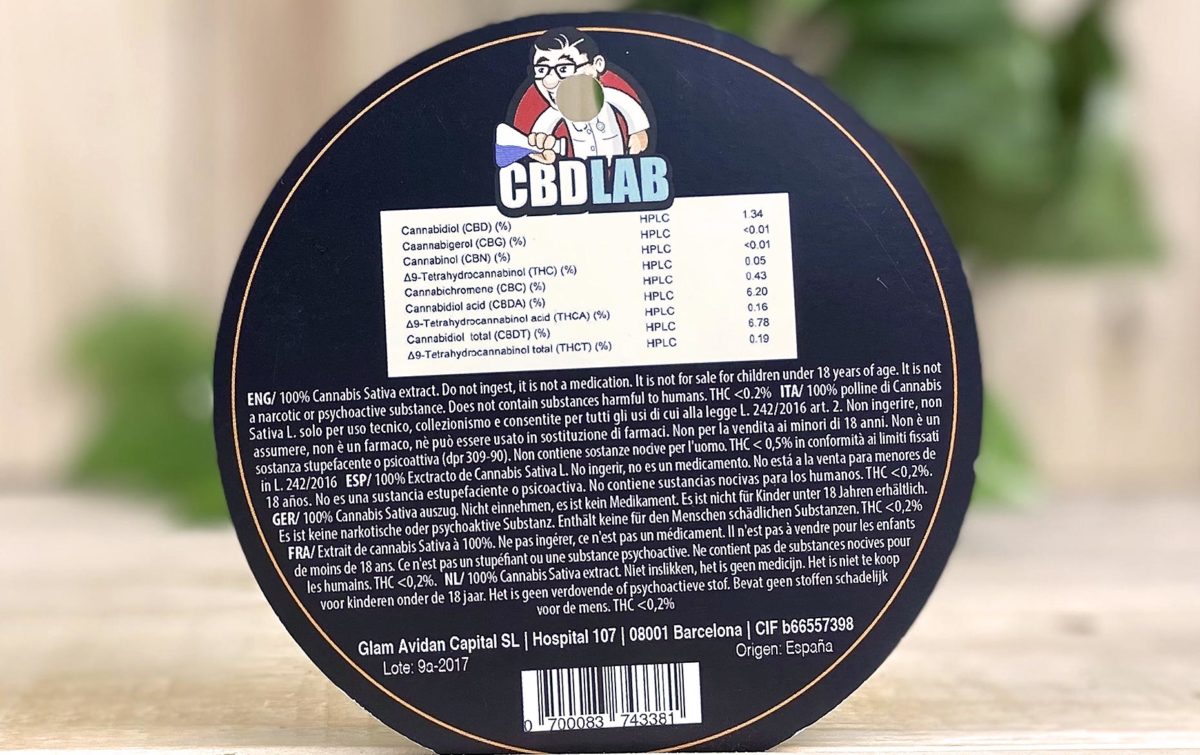 CBDLAB
Cannabidiol (CBD) (%) HPLC 1.34
Caannabigerol (CBG) (%) HPLC <0.01
Cannabinol (CBN) (%) HPLC <0.01
Δ9-Tetrahydrocannabinol (THC) (%) HPLC 0.05
Cannabichromene (CBC) (%) HPLC 0.43
Cannabidiol acid (CBDA) (%) HPLC 6.20
Δ9-Tetrahydrocannabinol acid (THCA) (%) HPLC 0.16
Cannabidiol total (CBDT) (%) HPLC 6.78
Δ9-Tetrahydrocannabinol total (THCT) (%) HPLC 0.19
ENG/ 100% Cannabis Sativa extract. Do not ingest, it is not a medication. It is not for sale for children under 18 years of age. It is not
a narcotic or psychoactive substance. Does not contain substances harmful to humans. THC <0.2% ITA/ 100% polline di Cannabis
Sativa L. solo per uso tecnico, collezionismo e consentite per tutti gli usi di cui alla legge L. 242/2016 art. 2. Non ingerire, non
assumere, non è un farmaco, nè può essere usato in sostituzione di farmaci. Non per la vendita ai minori di 18 anni. Non è un
sostanza stupefacente o psicoattiva (dpr 309-90). Non contiene sostanze nocive per l'uomo. THC < 0,5% in conformità ai limiti fissati
in L. 242/2016 ESP/ 100% Exctracto de Cannabis Sativa L. No ingerir, no es un medicamento. No está a la venta para menores de
18 años. No es una sustancia estupefaciente o psicoactiva. No contiene sustancias nocivas para los humanos. THC <0,2%.
GER/ 100% Cannabis Sativa auszug. Nicht einnehmen, es ist kein Medikament. Es ist nicht für Kinder unter 18 Jahren erhältlich.
Es ist keine narkotische oder psychoaktive Substanz. Enthält keine für den Menschen schädlichen Substanzen. THC <0,2%
FRA/ Extrait de cannabis Sativa à 100%. Ne pas ingérer, ce n'est pas un médicament. Il n'est pas à vendre pour les enfants
de moins de 18 ans. Ce n'est pas un stupéfiant ou une substance psychoactive. Ne contient pas de substances nocives pour
les humains. THC <0,2%. NL/ 100% Cannabis Sativa extract. Niet inslikken, het is geen medicijn. Het is niet te koop
voor kinderen onder de 18 jaar. Het is geen verdovende of psychoactieve stof. Bevat geen stoffen schadelijk
voor de mens. THC <0,2%
Glam Avidan Capital SL | Hospital 107 | 08001 Barcelona | CIF b66557398
Lote: 9a-2017 Origen: España
0 700083 743381